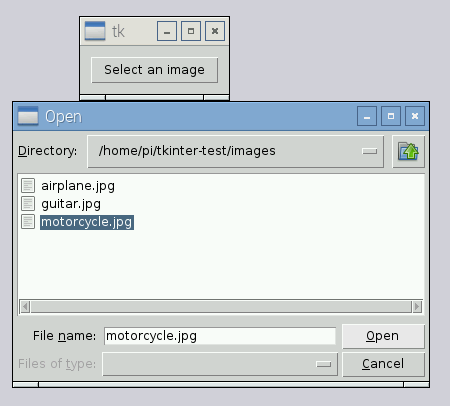 tk
Select an image
Open
Directory: /home/pi/tkinter-test/images
airplane.jpg
guitar.jpg
motorcycle.jpg
File name: motorcycle.jpg Open
Files of type: Cancel